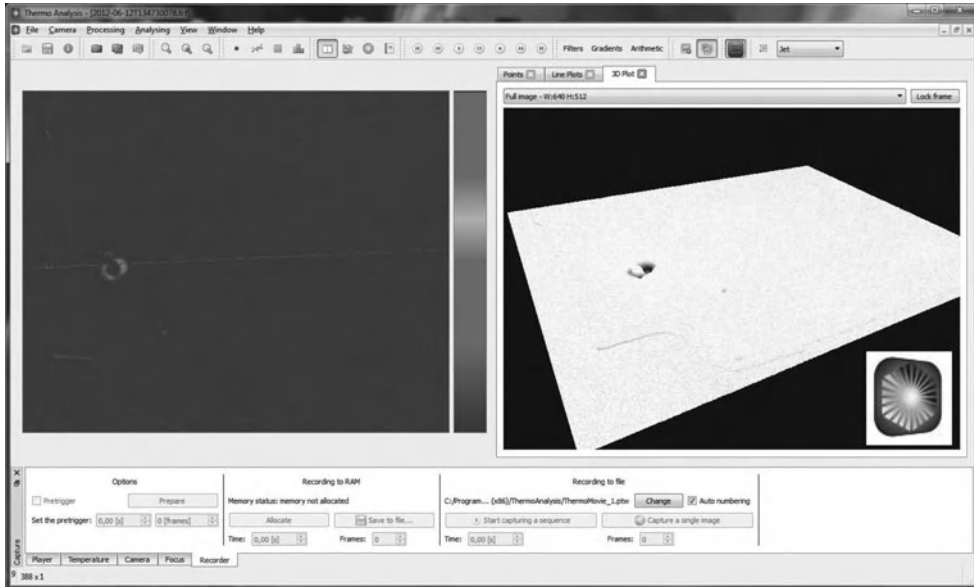 Thermo Analysis - [2012-06-12T134730078.fcf]
File Camera Processing Analysing View Window Help
Filters Gradients Arithmetic Jet
Points Line Plots 3D Plot
Full image - W:640 H:512 Lock frame
Options
Pretrigger Prepare
Set the pretrigger: 0,00 [s] 0 [frames]
Recording to RAM
Memory status: memory not allocated
Allocate Save to file...
Time: 0,00 [s] Frames: 0
Recording to file
C:/Program... (x86)/ThermoAnalysis/ThermoMovie_1.ptw Change Auto numbering
Start capturing a sequence Capture a single image
Time: 0,00 [s] Frames: 0
Capture
Player Temperature Camera Focus Recorder
388 x 1